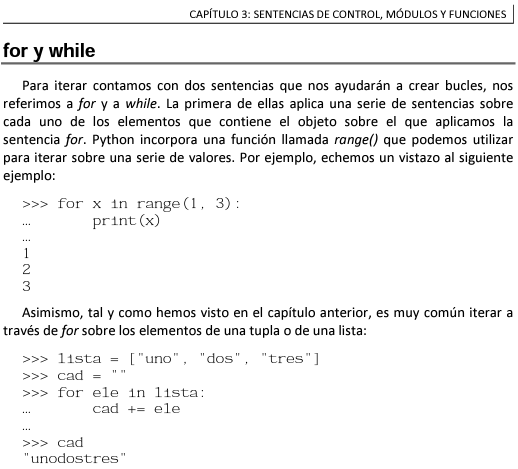 CAPÍTULO 3: SENTENCIAS DE CONTROL, MÓDULOS Y FUNCIONES
for y while
Para iterar contamos con dos sentencias que nos ayudarán a crear bucles, nos
referimos a for y a while. La primera de ellas aplica una serie de sentencias sobre
cada uno de los elementos que contiene el objeto sobre el que aplicamos la
sentencia for. Python incorpora una función llamada range() que podemos utilizar
para iterar sobre una serie de valores. Por ejemplo, echemos un vistazo al siguiente
ejemplo:
>>> for x in range(1, 3):
...     print(x)
...
1
2
3
Asimismo, tal y como hemos visto en el capítulo anterior, es muy común iterar a
través de for sobre los elementos de una tupla o de una lista:
>>> lista = ["uno", "dos", "tres"]
>>> cad = ""
>>> for ele in lista:
...     cad += ele
...
>>> cad
"unodostres"